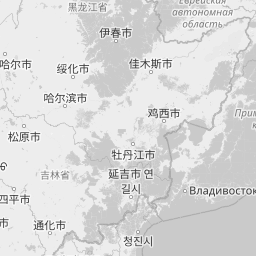 黑龙江省
Еврейская
автономная
область
伊春市
佳木斯市
哈尔市
绥化市
哈尔滨市
鸡西市
松原市
牡丹江市
吉林省
延吉市 연
길시
Владивосток
四平市
通化市
청진시